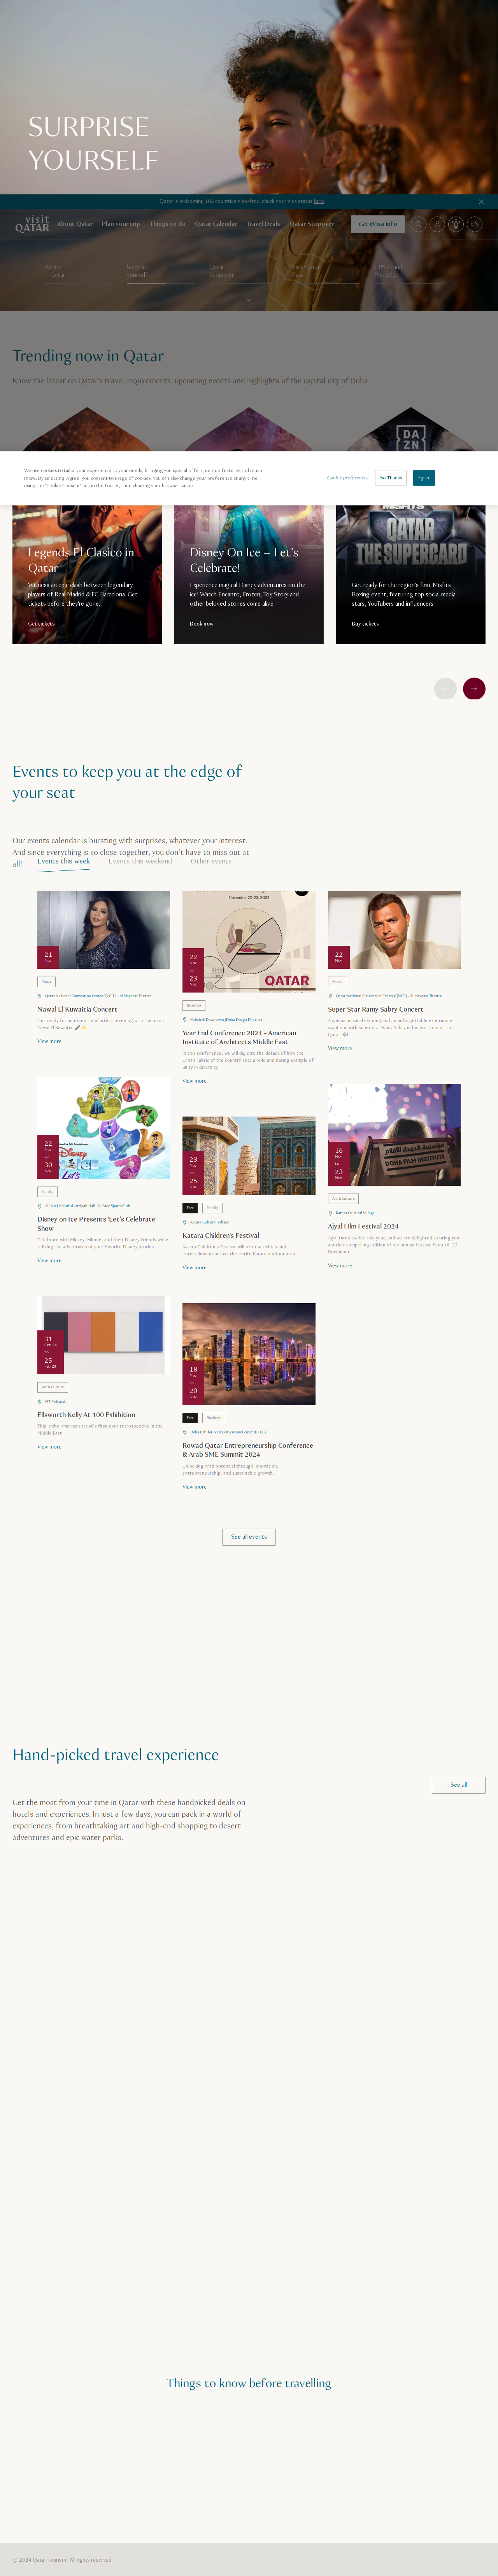 SURPRISE
YOURSELF
Qatar is welcoming 102 countries visa-free, check your visa status here.
visit
QATAR
About Qatar
Plan your trip
Things to do
Qatar Calendar
Travel Deals
Qatar Stopover
Get eVisa info
EN
Winter
in Qatar
Surprise
yourself
Qatar
Stopover
Pass
Trending now in Qatar
Know the latest on Qatar's travel requirements, upcoming events and highlights of the capital city of Doha.
DA
ZN
We use cookies to tailor your experience to your needs, bringing you special offers, unique features and much
more. By selecting 'Agree' you consent to usage of cookies. You can also change your preference at any time
using the 'Cookie Consent' link in the Footer, then clearing your browser cache.
Cookie preferences
No Thanks
Agree
MISFITS
QATAR
THE SUPERCARD
Legends El Clasico in
Qatar
Witness an epic clash between legendary
players of Real Madrid & FC Barcelona. Get
tickets before they're gone.
Get tickets
Disney On Ice – Let's
Celebrate!
Experience magical Disney adventures on the
ice! Watch Encanto, Frozen, Toy Story and
other beloved stories come alive.
Book now
Get ready for the region's first Misfits
Boxing event, featuring top social media
stars, YouTubers and influencers.
Buy tickets
Events to keep you at the edge of
your seat
Our events calendar is bursting with surprises, whatever your interest.
And since everything is so close together, you don't have to miss out at
all!
Events this week
Events this weekend
Other events
21
Nov
Music
Qatar National Convention Centre (QNCC) - Al Mayassa Theatre
Nawal El Kuwaitia Concert
Get ready for an exceptional artistic evening with the artist
Nawal El Kuwaitia! 🎤✨
View more
22
Nov
to
30
Nov
Family
Ali Bin Hamad Al Attiyah Hall, Al-Sadd Sports Club
Disney on Ice Presents 'Let's Celebrate'
Show
Celebrate with Mickey, Minnie, and their Disney friends while
reliving the adventures of your favorite Disney stories.
View more
31
Oct 24
to
25
Feb 25
Art & Culture
M7 Msheireb
Ellsworth Kelly At 100 Exhibition
This is the American artist's first-ever retrospective in the
Middle East.
View more
November 22-23, 2024
QATAR
22
Nov
to
23
Nov
Business
Msheireb Downtown (Doha Design District)
Year End Conference 2024 - American
Institute of Architects Middle East
In this conference, we will dig into the details of how the
Urban Fabric of the country sets a bold and daring example of
unity in diversity.
View more
23
Nov
to
25
Nov
Free
Family
Katara Cultural Village
Katara Children's Festival
Katara Children's Festival will offer activities and
entertainments across the entire Katara outdoor area.
View more
18
Nov
to
20
Nov
Free
Business
Doha Exhibition & Convention Center (DECC)
Rowad Qatar Entrepreneurship Conference
& Arab SME Summit 2024
Unlocking Arab potential through innovation,
entrepreneurship, and sustainable growth.
View more
22
Nov
Music
Qatar National Convention Centre (QNCC) - Al Mayassa Theatre
Super Star Ramy Sabry Concert
A special musical evening and an unforgettable experience
await you with super star Ramy Sabry in his first concert in
Qatar! 🎶
View more
مؤسسة الدوحة للأفلام
DOHA FILM INSTITUTE
16
Nov
to
23
Nov
Art & Culture
Katara Cultural Village
Ajyal Film Festival 2024
Ajyal turns twelve this year, and we are delighted to bring you
another compelling edition of our annual festival from 16-23
November.
View more
See all events
Hand-picked travel experience
See all
Get the most from your time in Qatar with these handpicked deals on
hotels and experiences. In just a few days, you can pack in a world of
experiences, from breathtaking art and high-end shopping to desert
adventures and epic water parks.
Things to know before travelling
© 2024 Qatar Tourism | All rights reserved